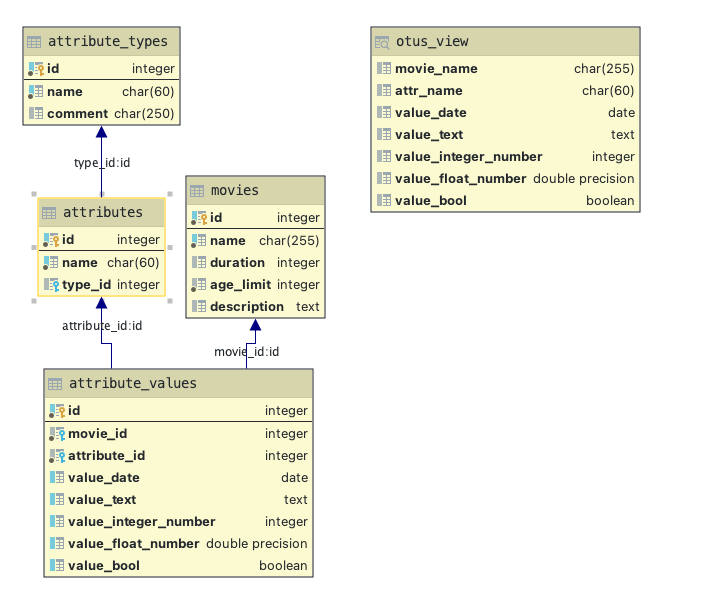 attribute_types
id integer
name char(60)
comment char(250)
type_id:id
attributes
id integer
name char(60)
type_id integer
attribute_id:id
movies
id integer
name char(255)
duration integer
age_limit integer
description text
movie_id:id
attribute_values
id integer
movie_id integer
attribute_id integer
value_date date
value_text text
value_integer_number integer
value_float_number double precision
value_bool boolean
otus_view
movie_name char(255)
attr_name char(60)
value_date date
value_text text
value_integer_number integer
value_float_number double precision
value_bool boolean